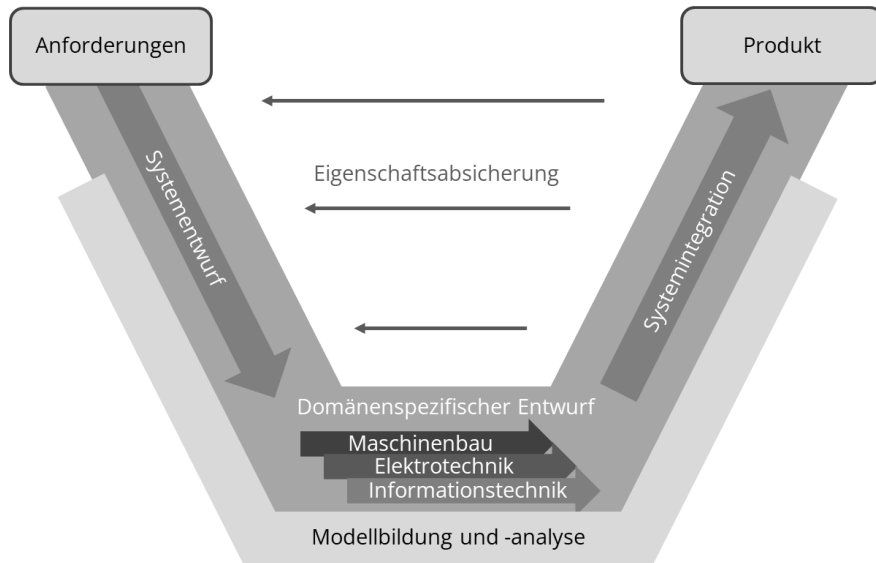 Anforderungen
Produkt
Systementwurf
Eigenschaftsabsicherung
Systemintegration
Domänenspezifischer Entwurf
Maschinenbau
Elektrotechnik
Informationstechnik
Modellbildung und -analyse